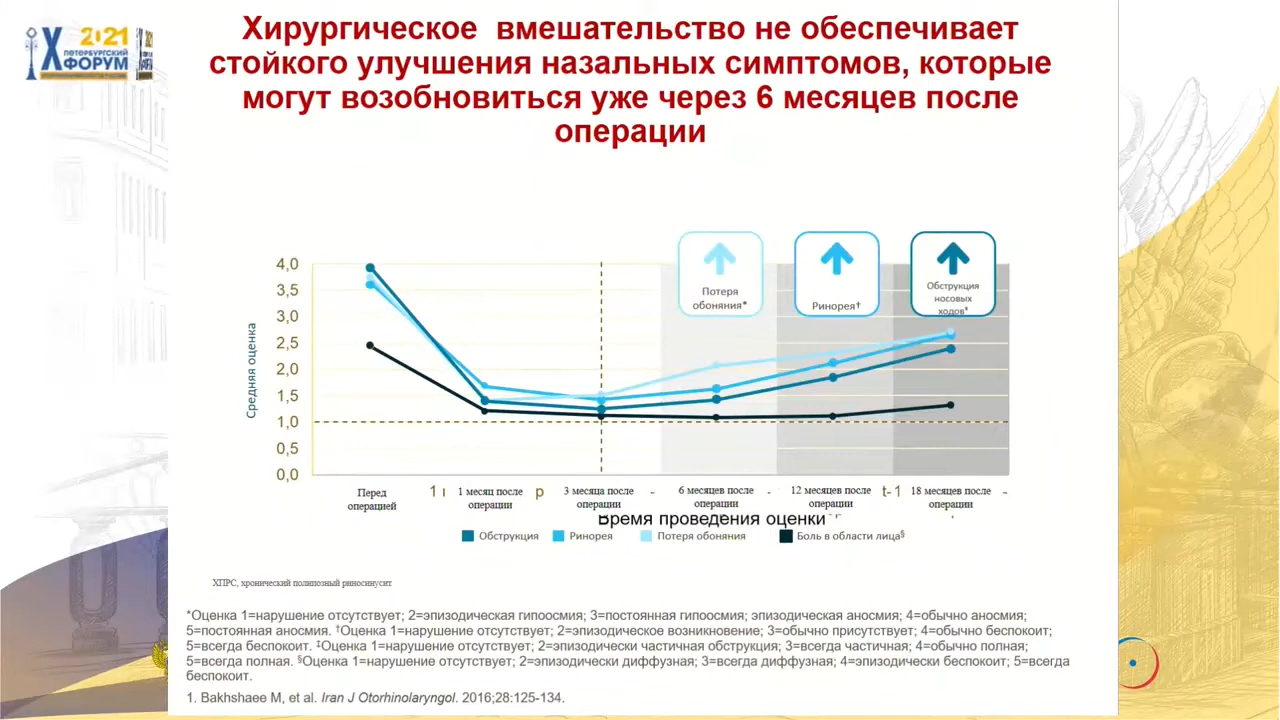 X 2021
ПЕТЕРБУРГСКИЙ
ФОРУМ
Хирургическое вмешательство не обеспечивает
стойкого улучшения назальных симптомов, которые
могут возобновиться уже через 6 месяцев после
операции
Потеря
обоняния*
Ринорея†
Обструкция
носовых
ходов‡
Средняя оценка
4,0
3,5
3,0
2,5
2,0
1,5
1,0
0,5
0,0
Перед
операцией
1 месяц после
операции
3 месяца после
операции
6 месяцев после
операции
12 месяцев после
операции
18 месяцев после
операции
Время проведения оценки
Обструкция Ринорея Потеря обоняния Боль в области лица§
ХПРС, хронический полипозный риносинусит
*Оценка 1=нарушение отсутствует; 2=эпизодическая гипоосмия; 3=постоянная гипоосмия; эпизодическая аносмия; 4=обычно аносмия;
5=постоянная аносмия. †Оценка 1=нарушение отсутствует; 2=эпизодическое возникновение; 3=обычно присутствует; 4=обычно беспокоит;
5=всегда беспокоит. ‡Оценка 1=нарушение отсутствует; 2=эпизодически частичная обструкция; 3=всегда частичная; 4=обычно полная;
5=всегда полная. §Оценка 1=нарушение отсутствует; 2=эпизодически диффузная; 3=всегда диффузная; 4=эпизодически беспокоит; 5=всегда
беспокоит.
1. Bakhshaee M, et al. Iran J Otorhinolaryngol. 2016;28:125-134.